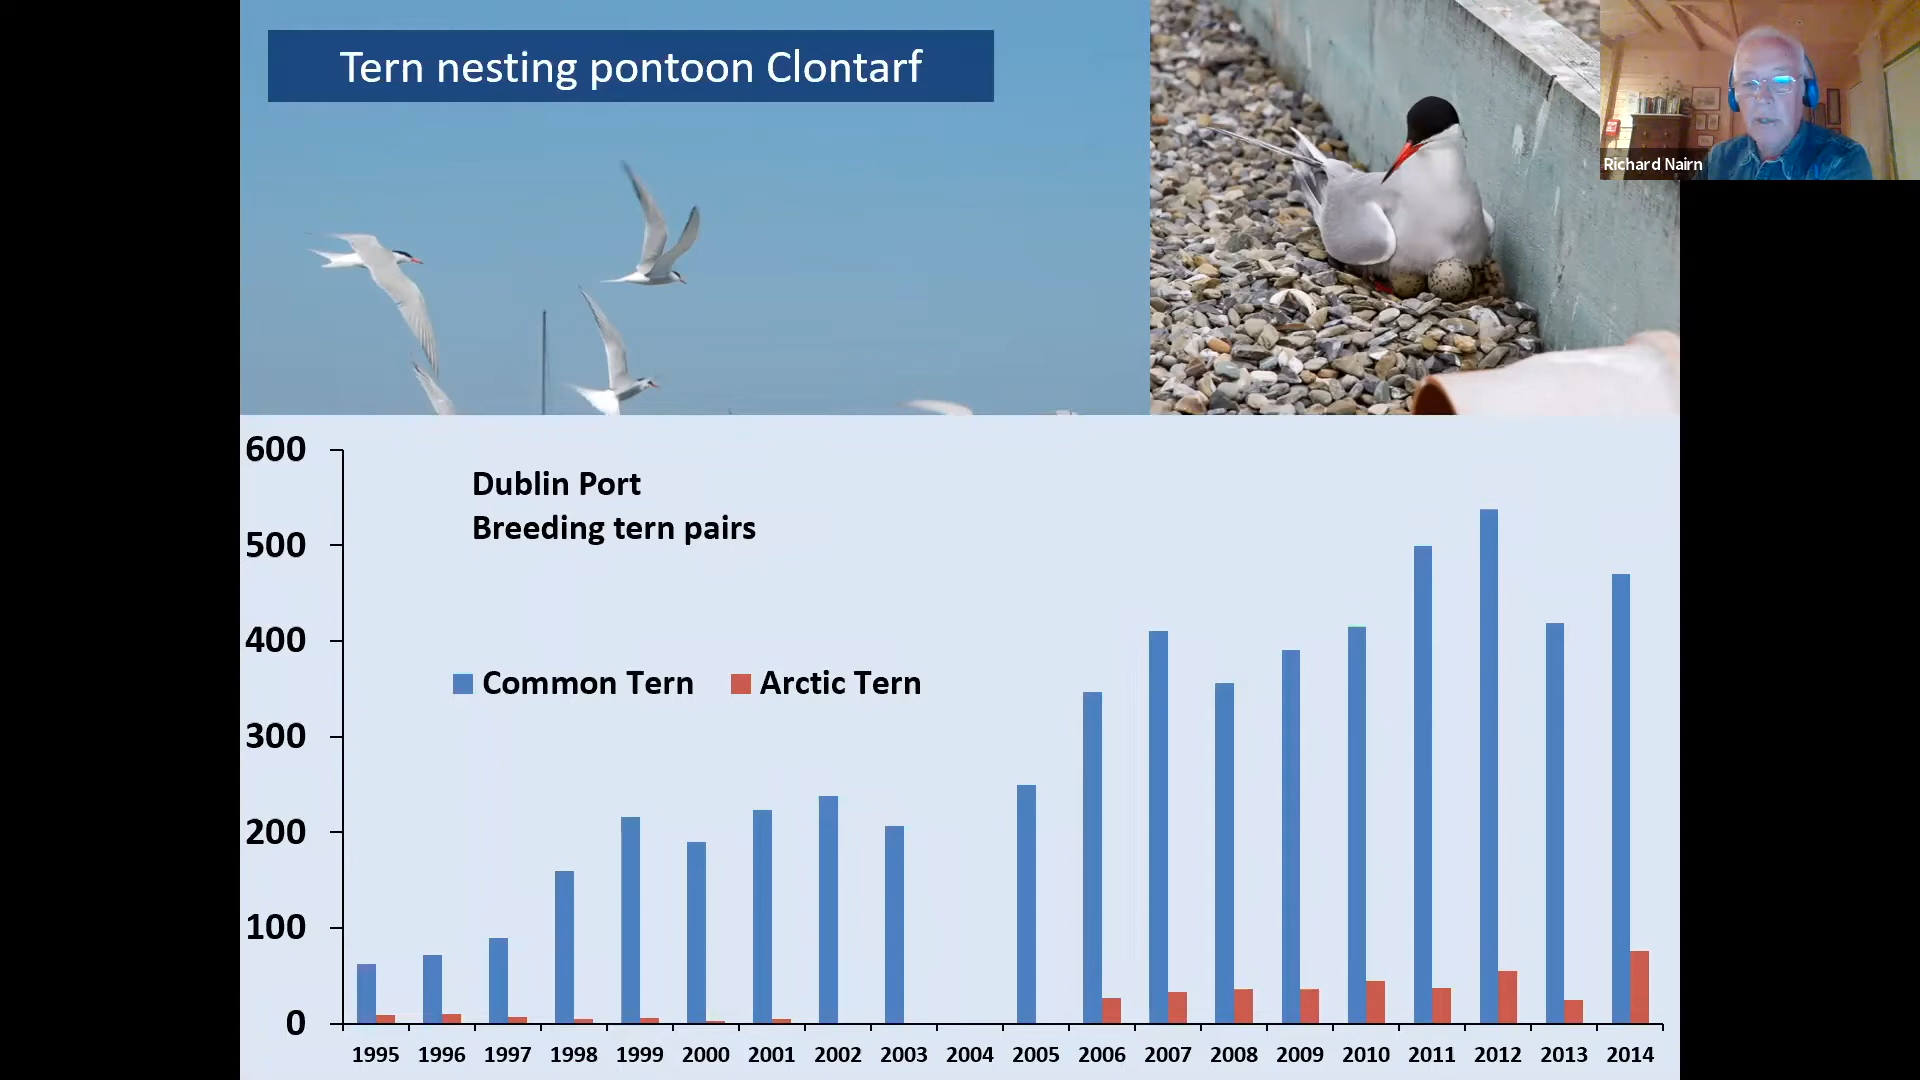 Tern nesting pontoon Clontarf
Richard Nairn
600
Dublin Port
Breeding tern pairs
500
400
Common Tern Arctic Tern
300
200
100
0
1995 1996 1997 1998 1999 2000 2001 2002 2003 2004 2005 2006 2007 2008 2009 2010 2011 2012 2013 2014